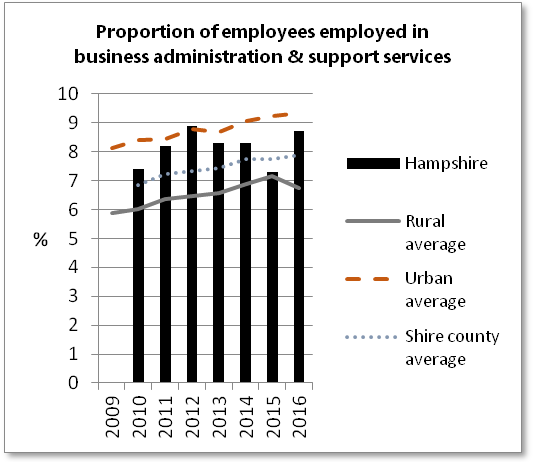 Proportion of employees employed in
business administration & support services
10
9
8
7
6
5
4
3
2
1
0
%
2009
2010
2011
2012
2013
2014
2015
2016
Hampshire
Rural
average
Urban
average
Shire county
average